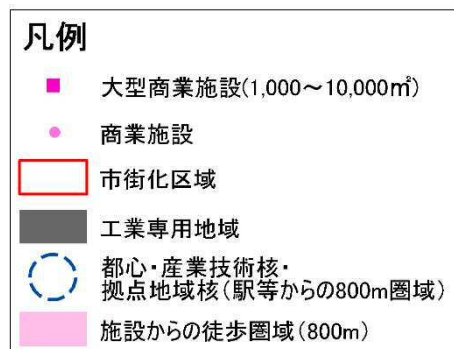 凡例
大型商業施設(1,000～10,000㎡)
商業施設
市街化区域
工業専用地域
都心・産業技術核・
拠点地域核(駅等からの800m圏域)
施設からの徒歩圏域(800m)